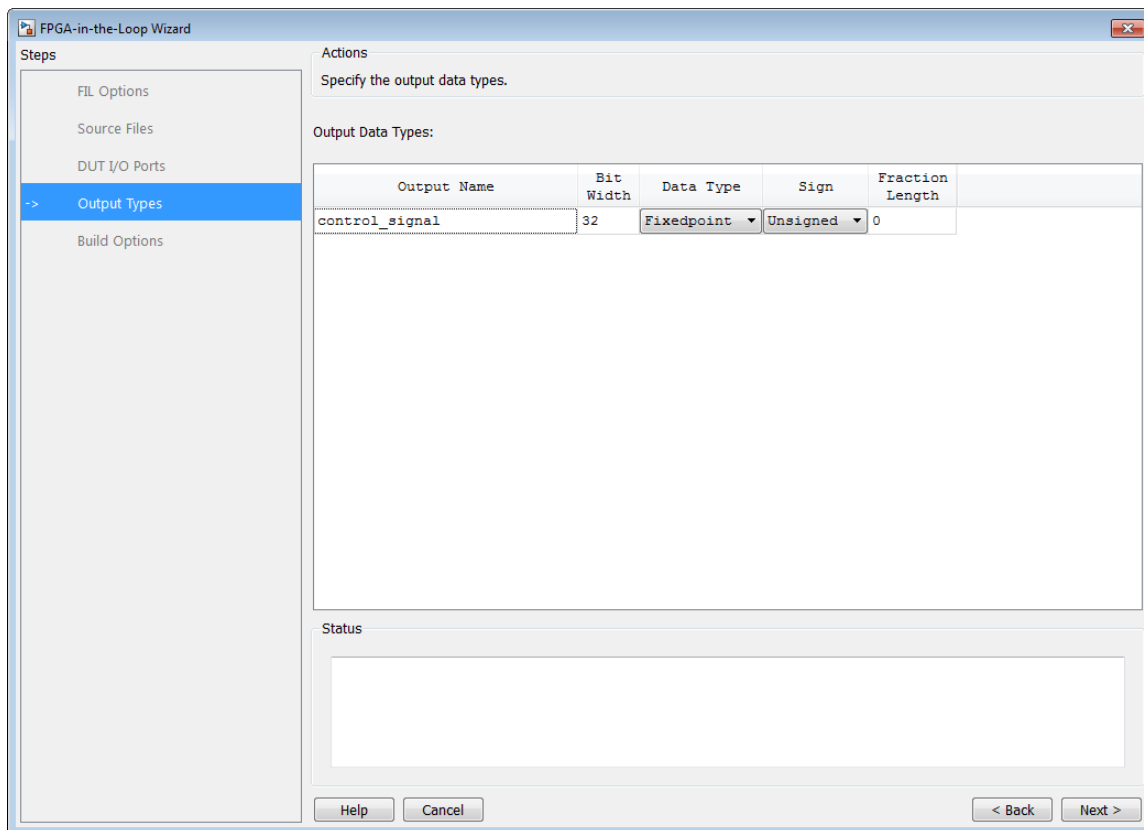 FPGA-in-the-Loop Wizard
Steps
FIL Options
Source Files
DUT I/O Ports
-> Output Types
Build Options
Actions
Specify the output data types.
Output Data Types:
Output Name Bit Width Data Type Sign Fraction Length
control_signal 32 Fixedpoint Unsigned 0
Status
Help Cancel < Back Next >